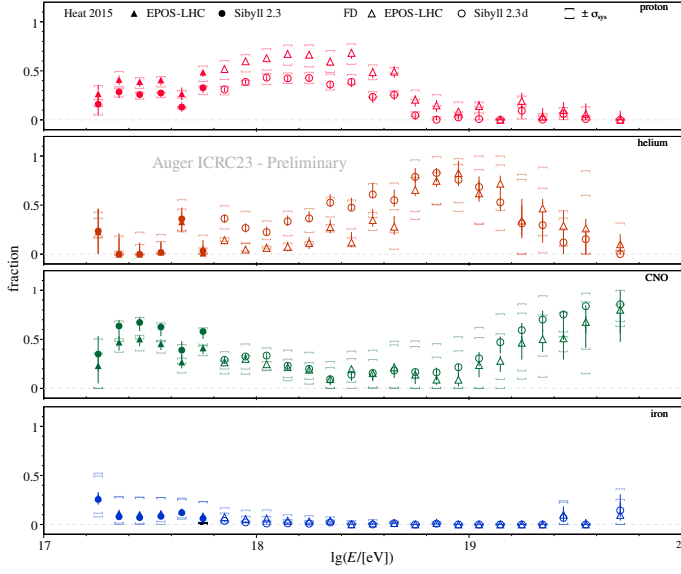 Heat 2015 EPOS-LHC Sibyll 2.3 FD EPOS-LHC Sibyll 2.3d ± σsys
proton
1
0.5
0
helium
Auger ICRC23 - Preliminary
1
0.5
0
CNO
1
0.5
0
iron
1
0.5
0
fraction
17 18 19 2
lg(E/[eV])